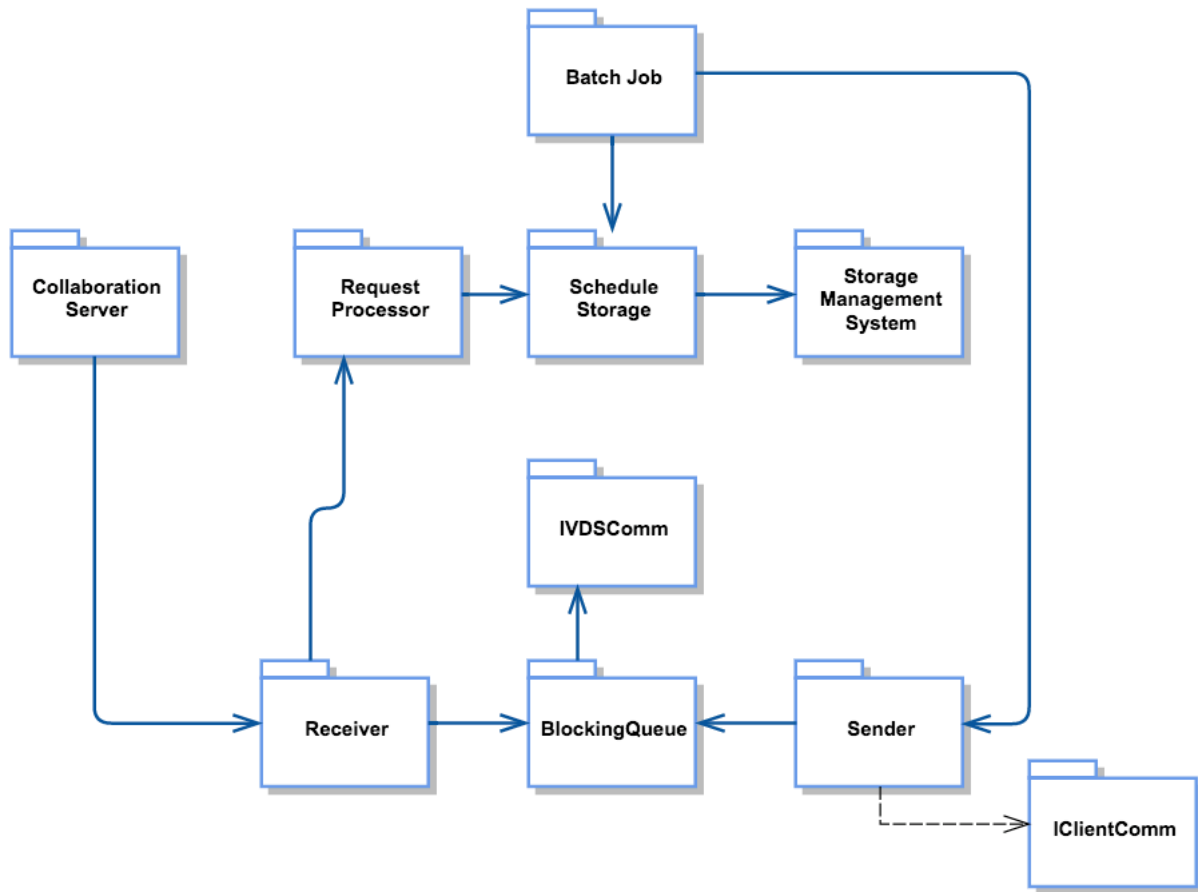 Batch Job
Collaboration
Server
Request
Processor
Schedule
Storage
Storage
Management
System
IVDSComm
Receiver
BlockingQueue
Sender
IClientComm